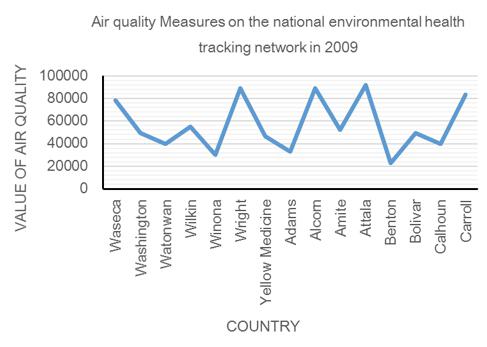 Air quality Measures on the national environmental health
tracking network in 2009
VALUE OF AIR QUALITY
100000
80000
60000
40000
20000
0
Waseca
Washington
Watonwan
Wilkin
Winona
Wright
Yellow Medicine
Adams
Alcorn
Amite
Attala
Benton
Bolivar
Calhoun
Carroll
COUNTRY